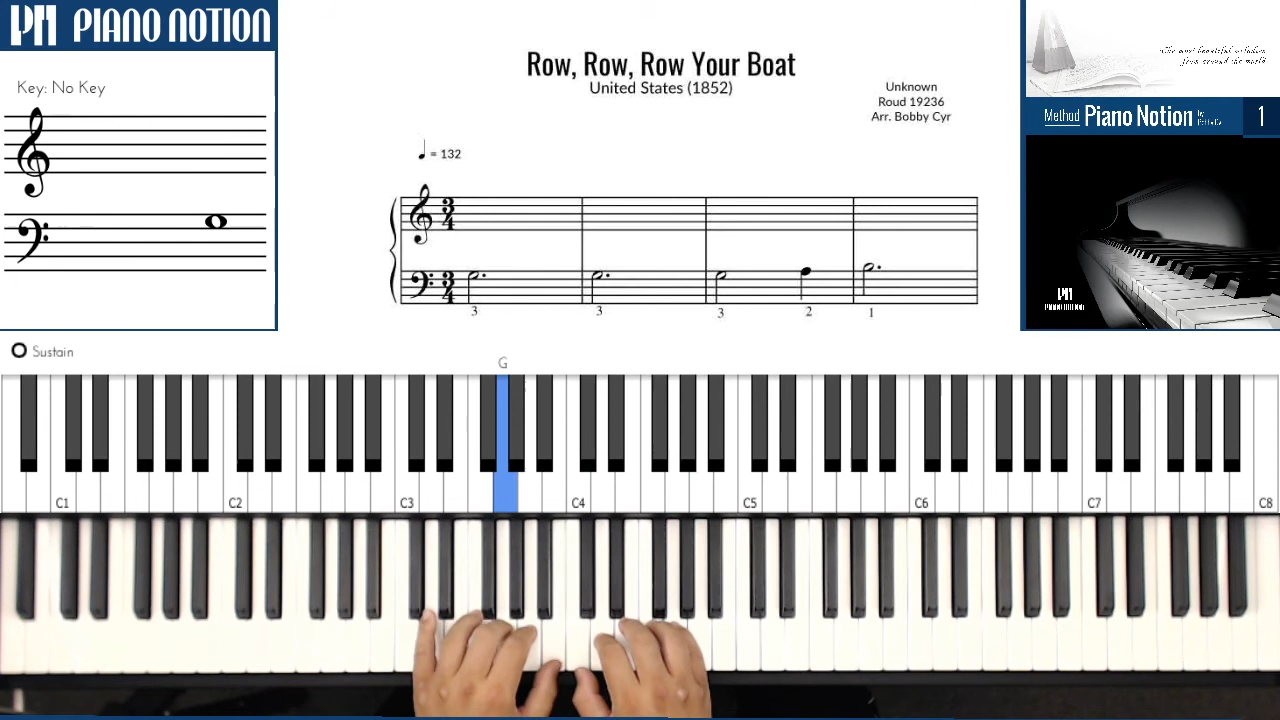 PIANO NOTION
Key: No Key
Row, Row, Row Your Boat
United States (1852)
Unknown
Roud 19236
Arr. Bobby Cyr
= 132
3
4
3
4
3
3
3
2
1
Method Piano Notion
1
PIANO NOTION
Sustain
G
C1 C2 C3 C4 C5 C6 C7 C8